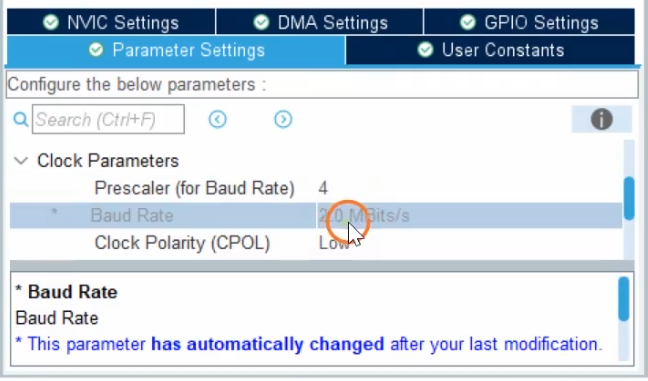 NVIC Settings DMA Settings GPIO Settings
Parameter Settings User Constants
Configure the below parameters :
Search (Ctrl+F)
Clock Parameters
Prescaler (for Baud Rate) 4
* Baud Rate 2.0 MBits/s
Clock Polarity (CPOL) Low
* Baud Rate
Baud Rate
* This parameter has automatically changed after your last modification.